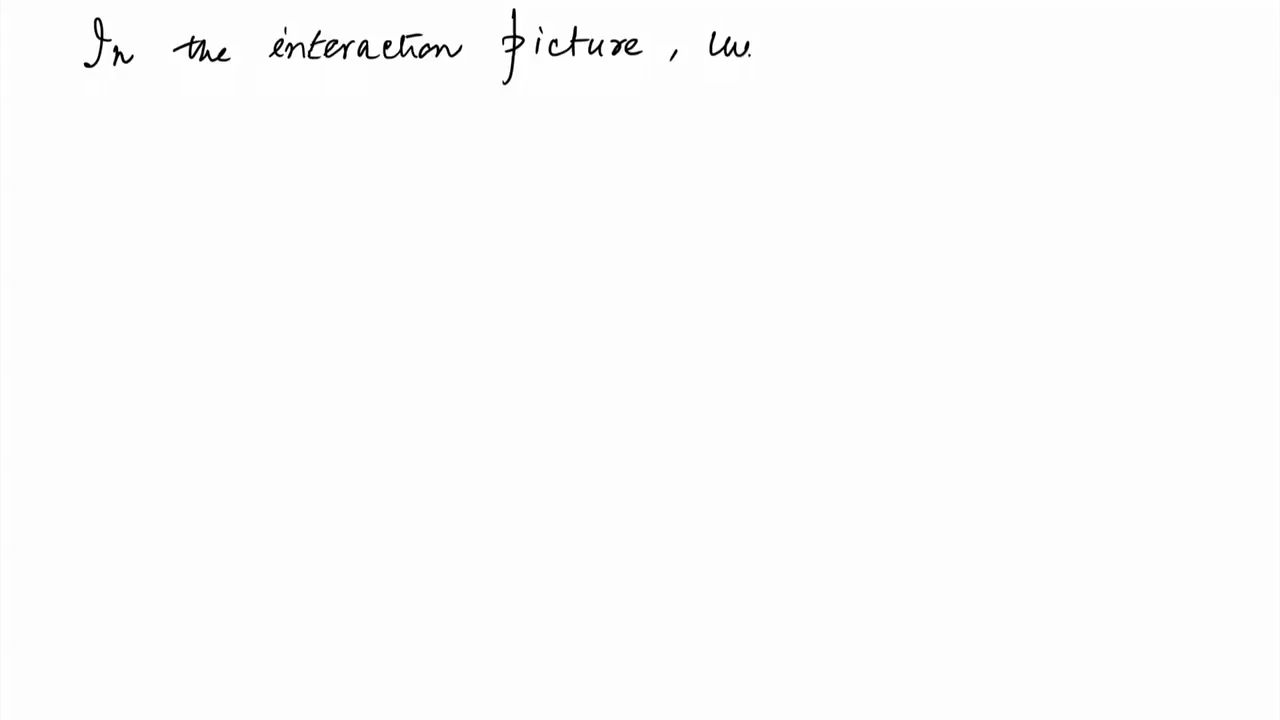 In the interaction picture,